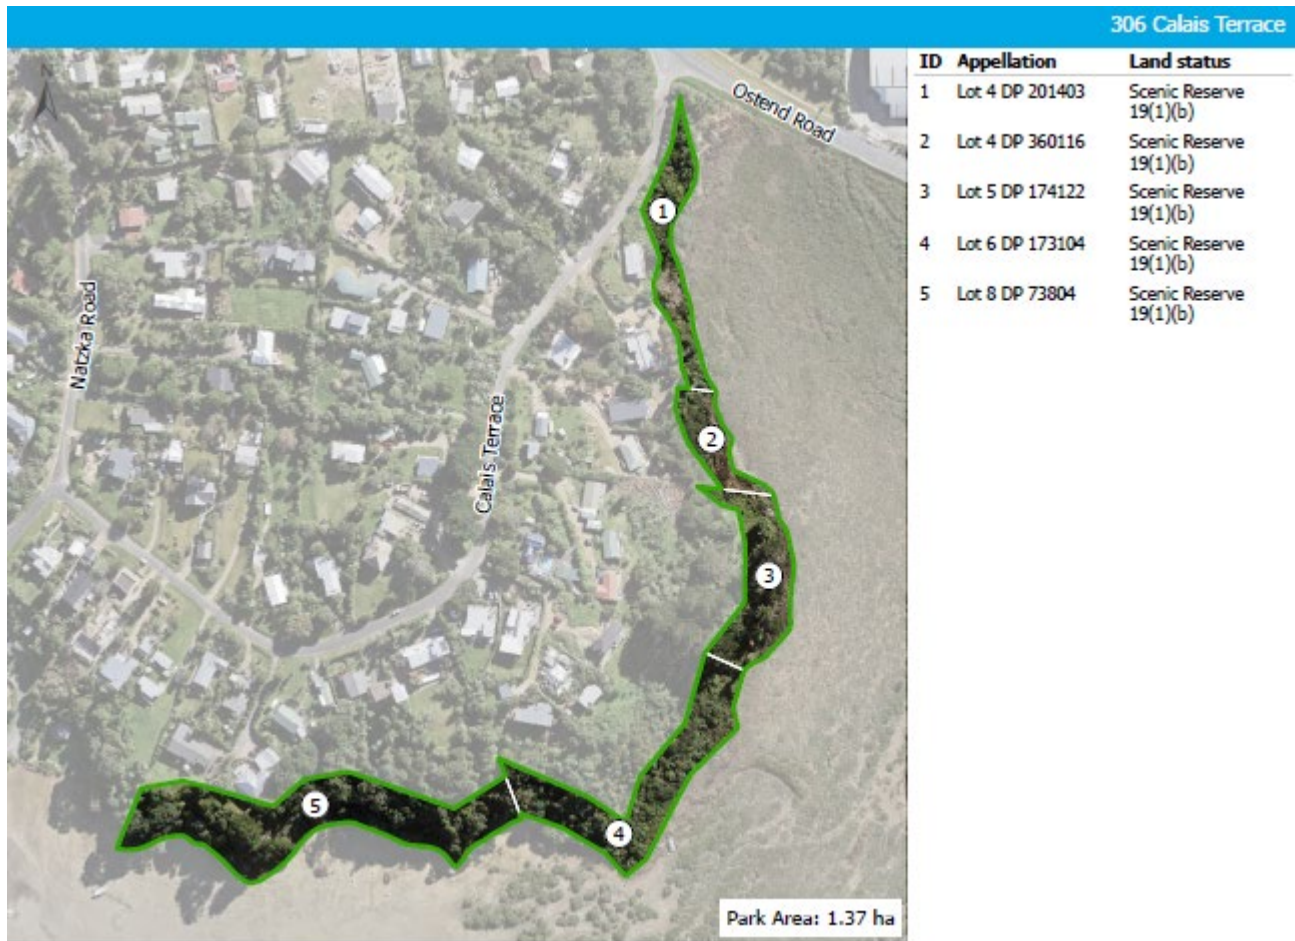 306 Calais Terrace
ID Appellation Land status
1 Lot 4 DP 201403 Scenic Reserve
19(1)(b)
2 Lot 4 DP 360116 Scenic Reserve
19(1)(b)
3 Lot 5 DP 174122 Scenic Reserve
19(1)(b)
4 Lot 6 DP 173104 Scenic Reserve
19(1)(b)
5 Lot 8 DP 73804 Scenic Reserve
19(1)(b)
Ostend Road
Natzka Road
Calais Terrace
1
2
3
4
5
Park Area: 1.37 ha